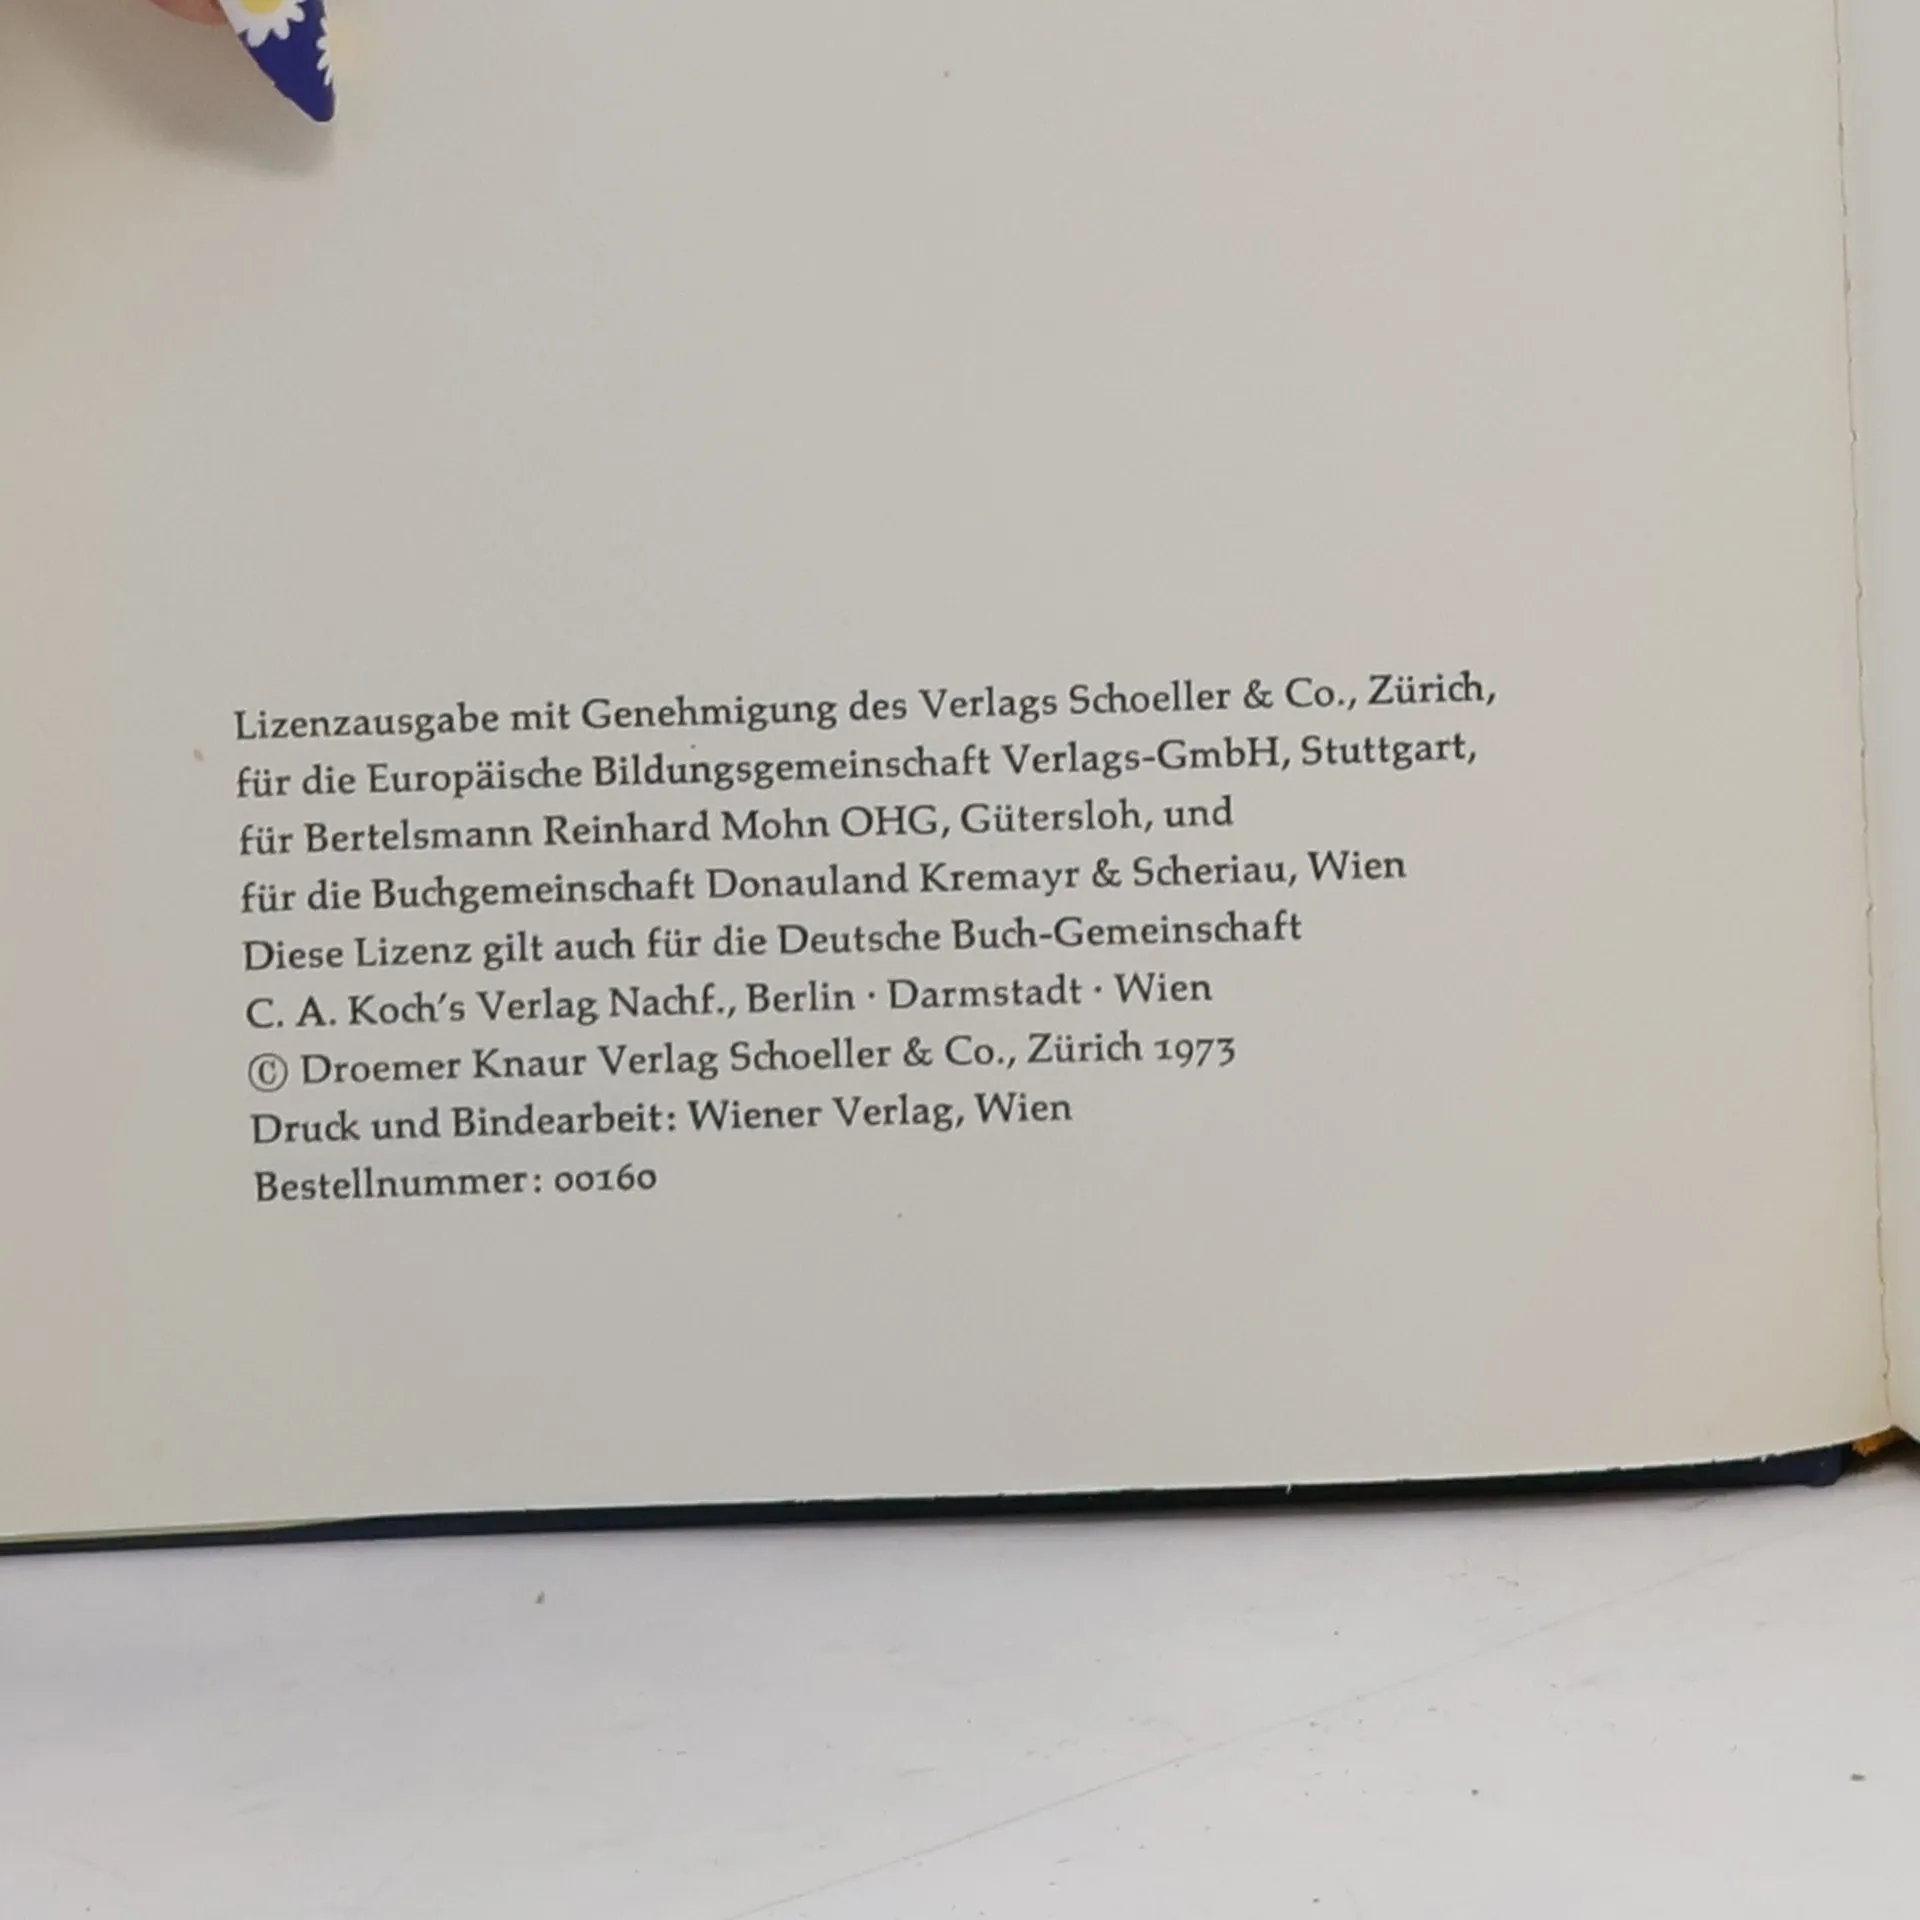 Lizenzausgabe mit Genehmigung des Verlags Schoeller & Co., Zürich,
für die Europäische Bildungsgemeinschaft Verlags-GmbH, Stuttgart,
für Bertelsmann Reinhard Mohn OHG, Gütersloh, und
für die Buchgemeinschaft Donauland Kremayr & Scheriau, Wien
Diese Lizenz gilt auch für die Deutsche Buch-Gemeinschaft
C. A. Koch's Verlag Nachf., Berlin · Darmstadt · Wien
© Droemer Knaur Verlag Schoeller & Co., Zürich 1973
Druck und Bindearbeit: Wiener Verlag, Wien
Bestellnummer: 00160